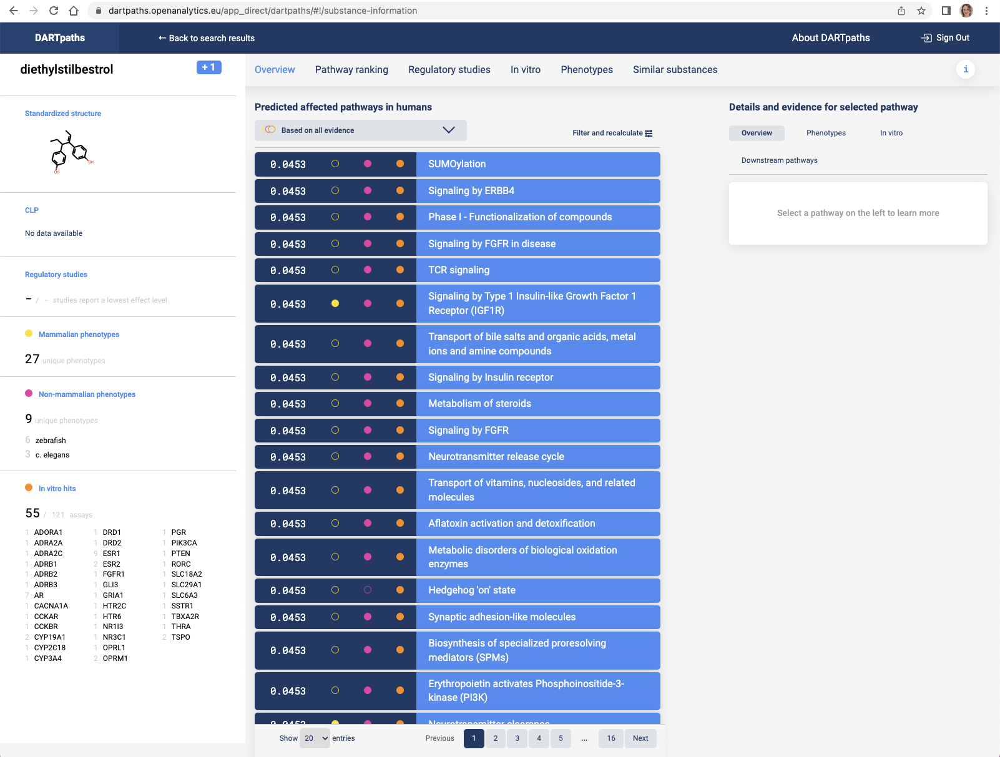 dartpaths.openanalytics.eu/app_direct/dartpaths/#!/substance-information
DARTpaths
← Back to search results
About DARTpaths
Sign Out
diethylstilbestrol
+ 1
Overview
Pathway ranking
Regulatory studies
In vitro
Phenotypes
Similar substances
i
Standardized structure
OH
OH
CLP
No data available
Regulatory studies
– / - studies report a lowest effect level
Mammalian phenotypes
27 unique phenotypes
Non-mammalian phenotypes
9 unique phenotypes
6 zebrafish
3 c. elegans
In vitro hits
55 / 121 assays
1 ADORA1 1 DRD1 1 PGR
1 ADRA2A 1 DRD2 1 PIK3CA
1 ADRA2C 9 ESR1 1 PTEN
1 ADRB1 2 ESR2 1 RORC
1 ADRB2 1 FGFR1 1 SLC18A2
1 ADRB3 1 GLI3 1 SLC29A1
7 AR 1 GRIA1 1 SLC6A3
1 CACNA1A 1 HTR2C 1 SSTR1
1 CCKAR 1 HTR6 1 TBXA2R
1 CCKBR 1 NR1I3 1 THRA
2 CYP19A1 1 NR3C1 2 TSPO
1 CYP2C18 1 OPRL1
1 CYP3A4 2 OPRM1
Predicted affected pathways in humans
Based on all evidence
Filter and recalculate
0.0453 SUMOylation
0.0453 Signaling by ERBB4
0.0453 Phase I - Functionalization of compounds
0.0453 Signaling by FGFR in disease
0.0453 TCR signaling
0.0453 Signaling by Type 1 Insulin-like Growth Factor 1
Receptor (IGF1R)
0.0453 Transport of bile salts and organic acids, metal
ions and amine compounds
0.0453 Signaling by Insulin receptor
0.0453 Metabolism of steroids
0.0453 Signaling by FGFR
0.0453 Neurotransmitter release cycle
0.0453 Transport of vitamins, nucleosides, and related
molecules
0.0453 Aflatoxin activation and detoxification
0.0453 Metabolic disorders of biological oxidation
enzymes
0.0453 Hedgehog 'on' state
0.0453 Synaptic adhesion-like molecules
0.0453 Biosynthesis of specialized proresolving
mediators (SPMs)
0.0453 Erythropoietin activates Phosphoinositide-3-
kinase (PI3K)
0.0453 Neurotransmitter clearance
Show 20 entries
Previous 1 2 3 4 5 ... 16 Next
Details and evidence for selected pathway
Overview
Phenotypes
In vitro
Downstream pathways
Select a pathway on the left to learn more